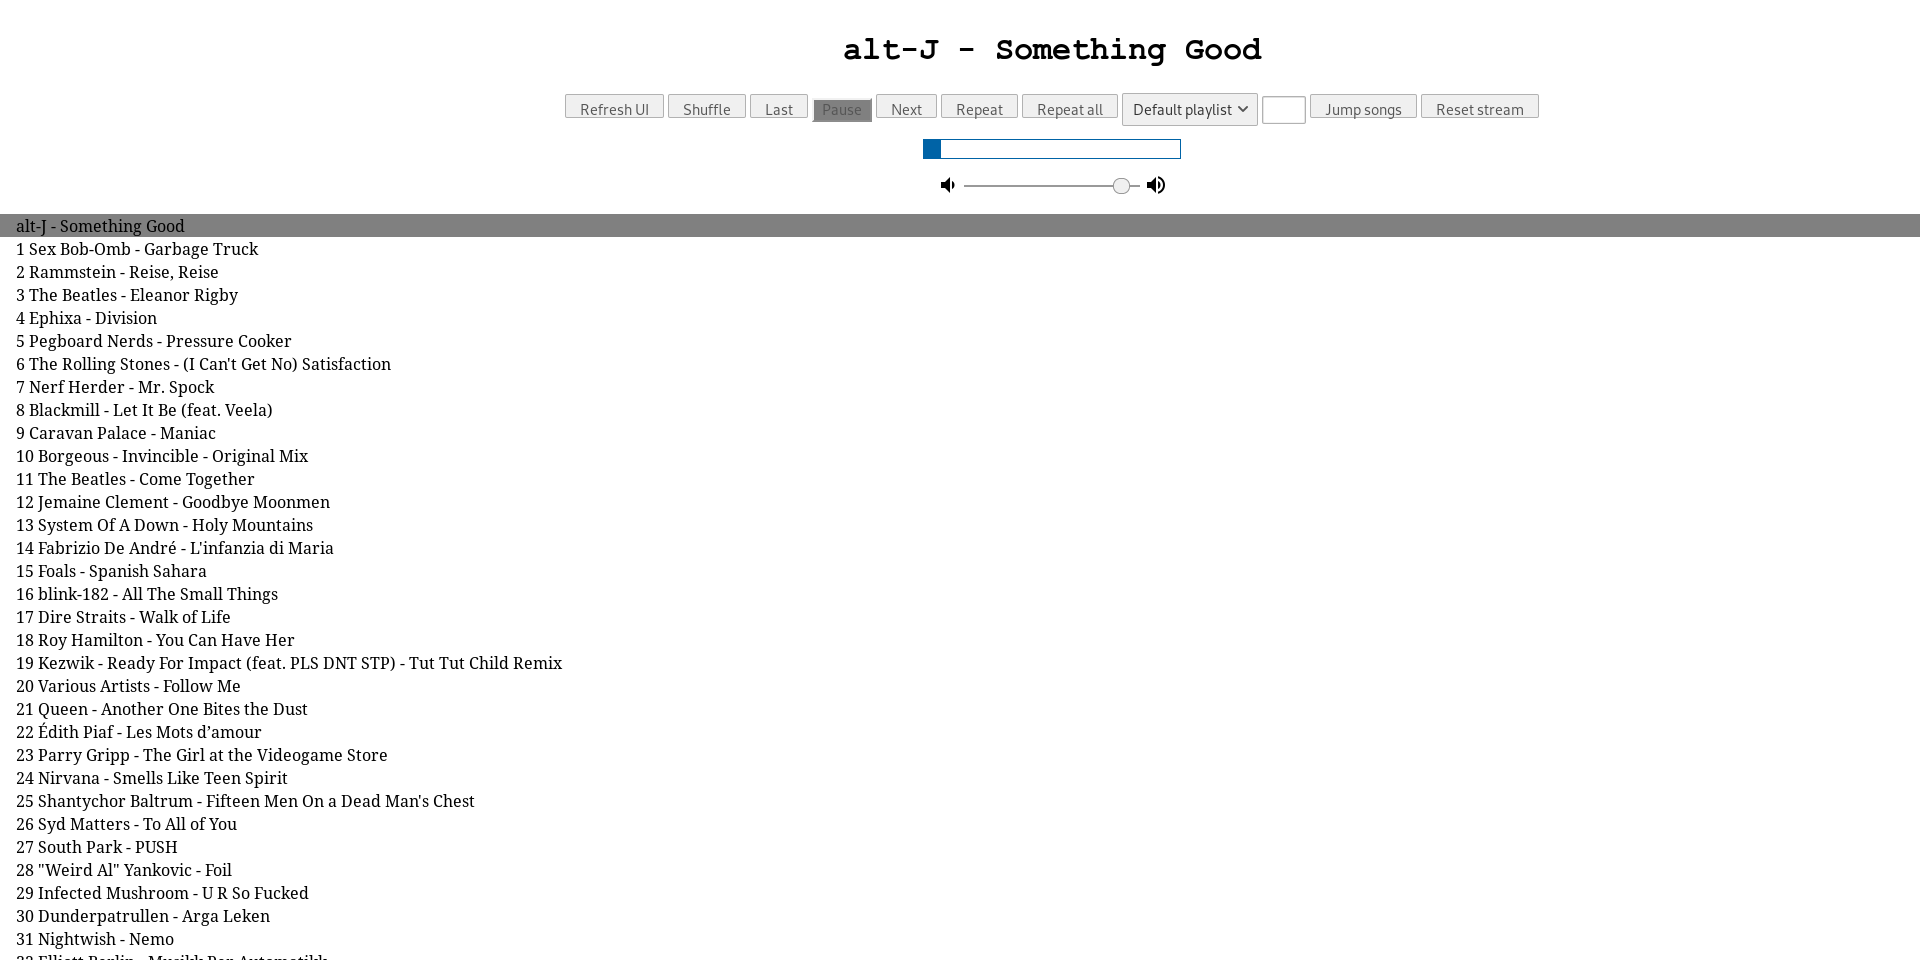 alt-J - Something Good
Refresh UI Shuffle Last Pause Next Repeat Repeat all Default playlist Jump songs Reset stream
alt-J - Something Good
1 Sex Bob-Omb - Garbage Truck
2 Rammstein - Reise, Reise
3 The Beatles - Eleanor Rigby
4 Ephixa - Division
5 Pegboard Nerds - Pressure Cooker
6 The Rolling Stones - (I Can't Get No) Satisfaction
7 Nerf Herder - Mr. Spock
8 Blackmill - Let It Be (feat. Veela)
9 Caravan Palace - Maniac
10 Borgeous - Invincible - Original Mix
11 The Beatles - Come Together
12 Jemaine Clement - Goodbye Moonmen
13 System Of A Down - Holy Mountains
14 Fabrizio De André - L'infanzia di Maria
15 Foals - Spanish Sahara
16 blink-182 - All The Small Things
17 Dire Straits - Walk of Life
18 Roy Hamilton - You Can Have Her
19 Kezwik - Ready For Impact (feat. PLS DNT STP) - Tut Tut Child Remix
20 Various Artists - Follow Me
21 Queen - Another One Bites the Dust
22 Édith Piaf - Les Mots d’amour
23 Parry Gripp - The Girl at the Videogame Store
24 Nirvana - Smells Like Teen Spirit
25 Shantychor Baltrum - Fifteen Men On a Dead Man's Chest
26 Syd Matters - To All of You
27 South Park - PUSH
28 "Weird Al" Yankovic - Foil
29 Infected Mushroom - U R So Fucked
30 Dunderpatrullen - Arga Leken
31 Nightwish - Nemo